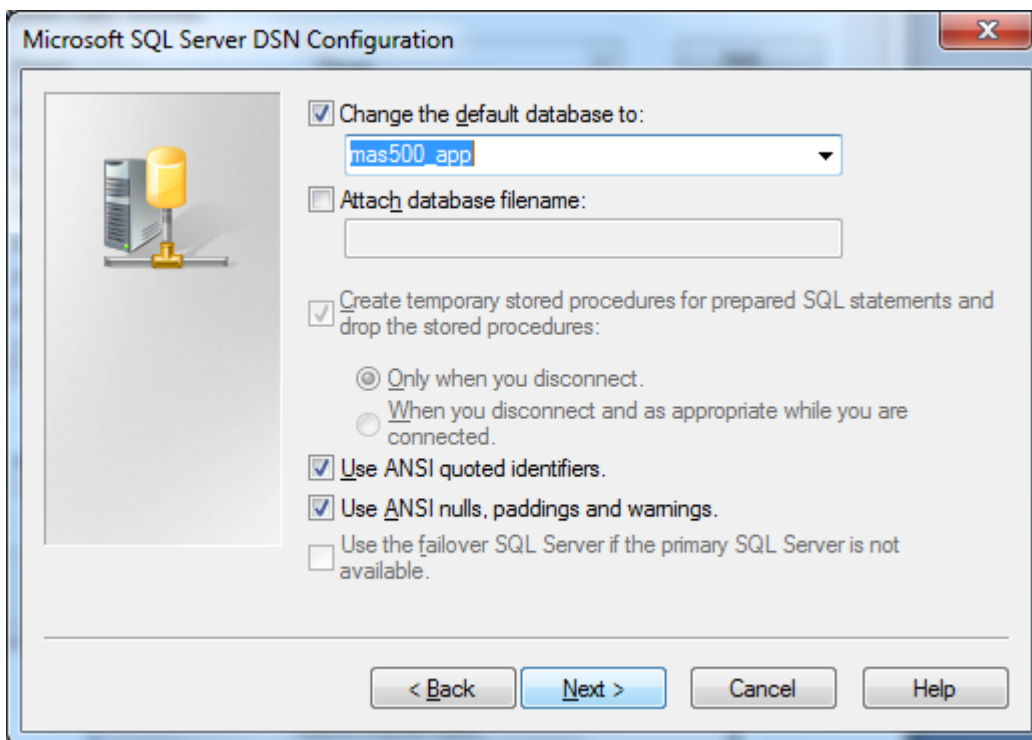 Microsoft SQL Server DSN Configuration
Change the default database to:
mas500_app
Attach database filename:
Create temporary stored procedures for prepared SQL statements and
drop the stored procedures:
Only when you disconnect.
When you disconnect and as appropriate while you are
connected.
Use ANSI quoted identifiers.
Use ANSI nulls, paddings and warnings.
Use the failover SQL Server if the primary SQL Server is not
available.
< Back Next > Cancel Help